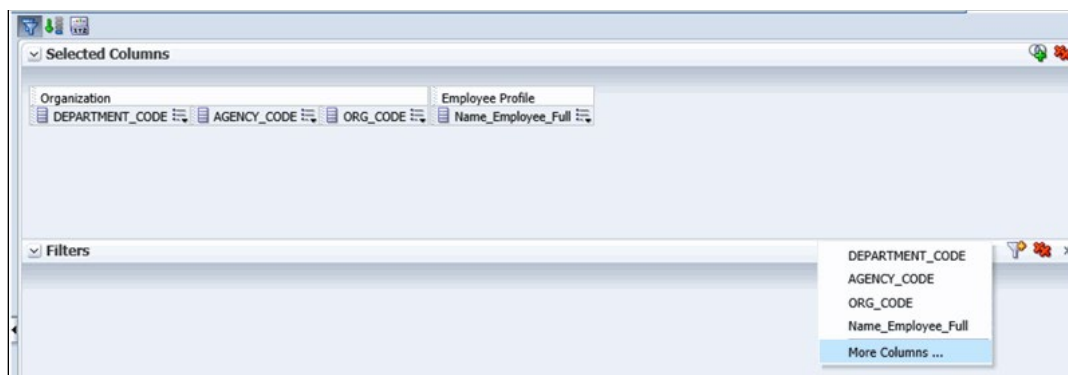 Selected Columns
Organization Employee Profile
DEPARTMENT_CODE AGENCY_CODE ORG_CODE Name_Employee_Full
Filters
DEPARTMENT_CODE
AGENCY_CODE
ORG_CODE
Name_Employee_Full
More Columns ...